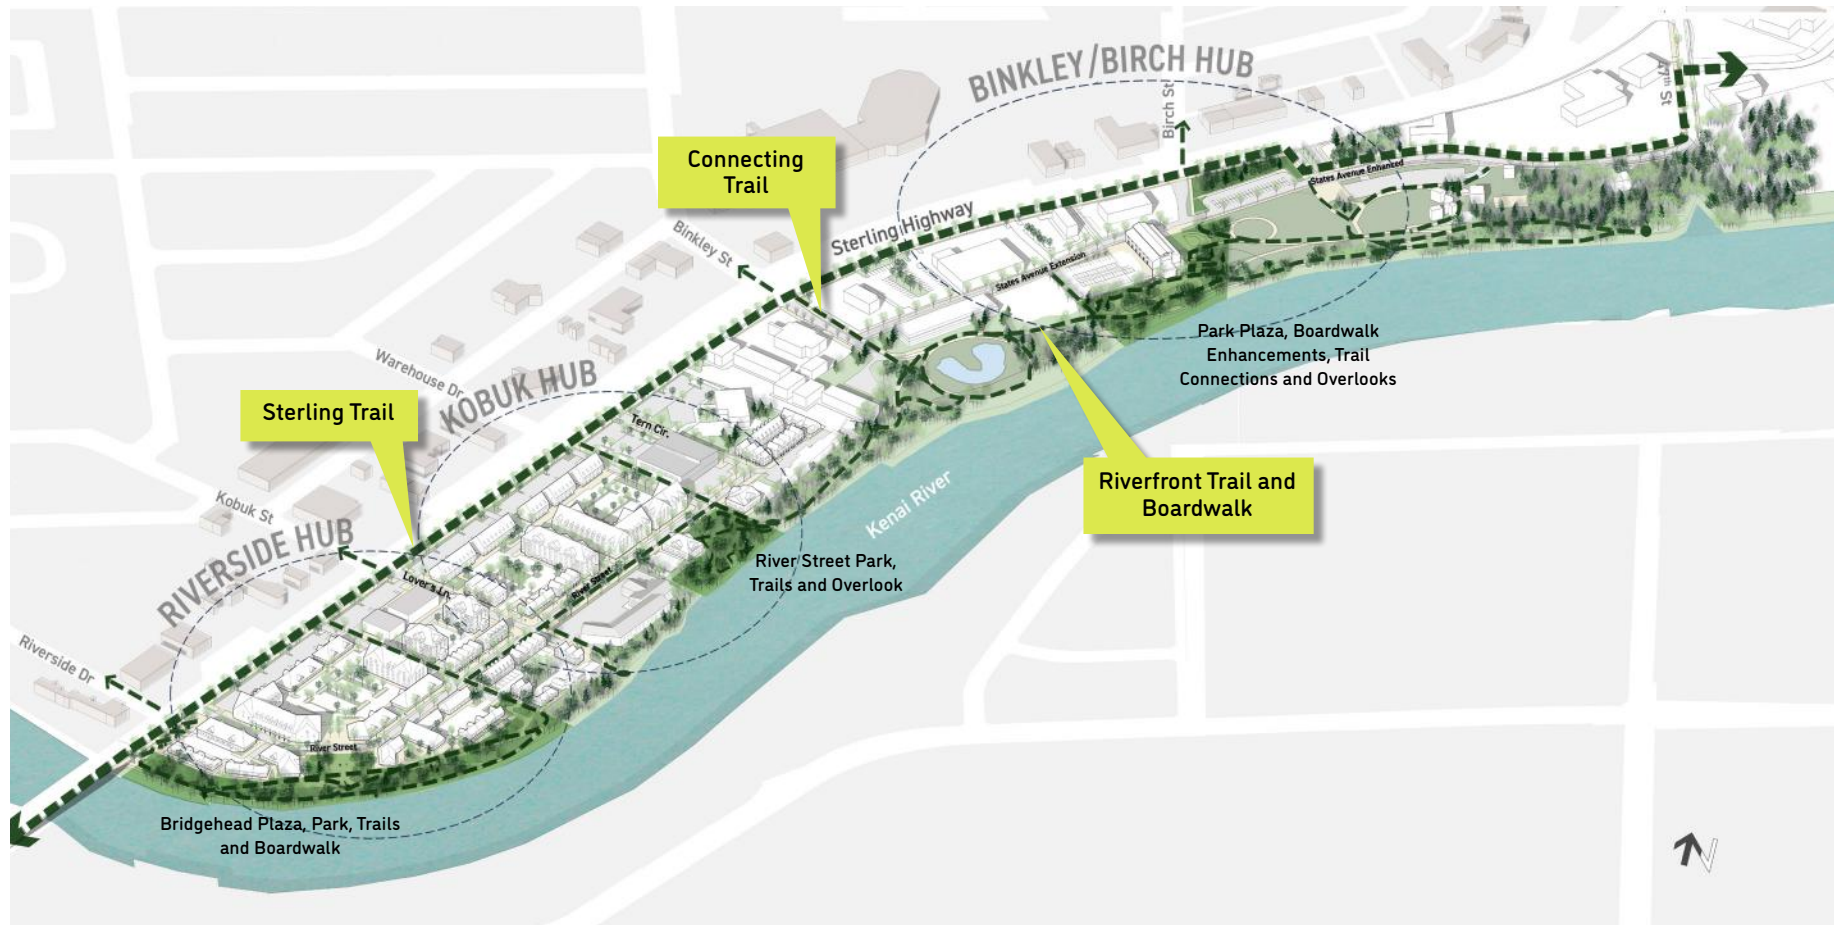 BINKLEY/BIRCH HUB
Birch St
Connecting
Trail
States Avenue Enhanced
Sterling Highway
Binkley St
States Avenue Extension
Park Plaza, Boardwalk
Enhancements, Trail
Connections and Overlooks
Warehouse Dr
KOBUK HUB
Sterling Trail
Tern Cir.
Riverfront Trail and
Boardwalk
Kenai River
Kobuk St
RIVERSIDE HUB
Lover's Ln.
River Street
River Street Park,
Trails and Overlook
Riverside Dr
River Street
Bridgehead Plaza, Park, Trails
and Boardwalk
N